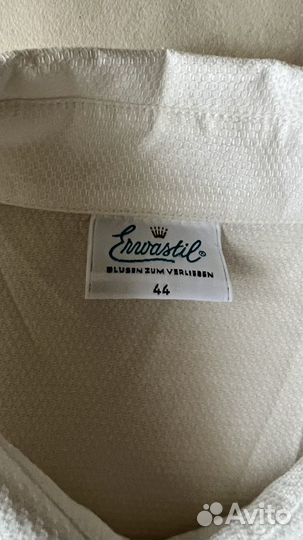 Erwastil®
BLUSEN ZUM VERLIEBEN
44
Avito